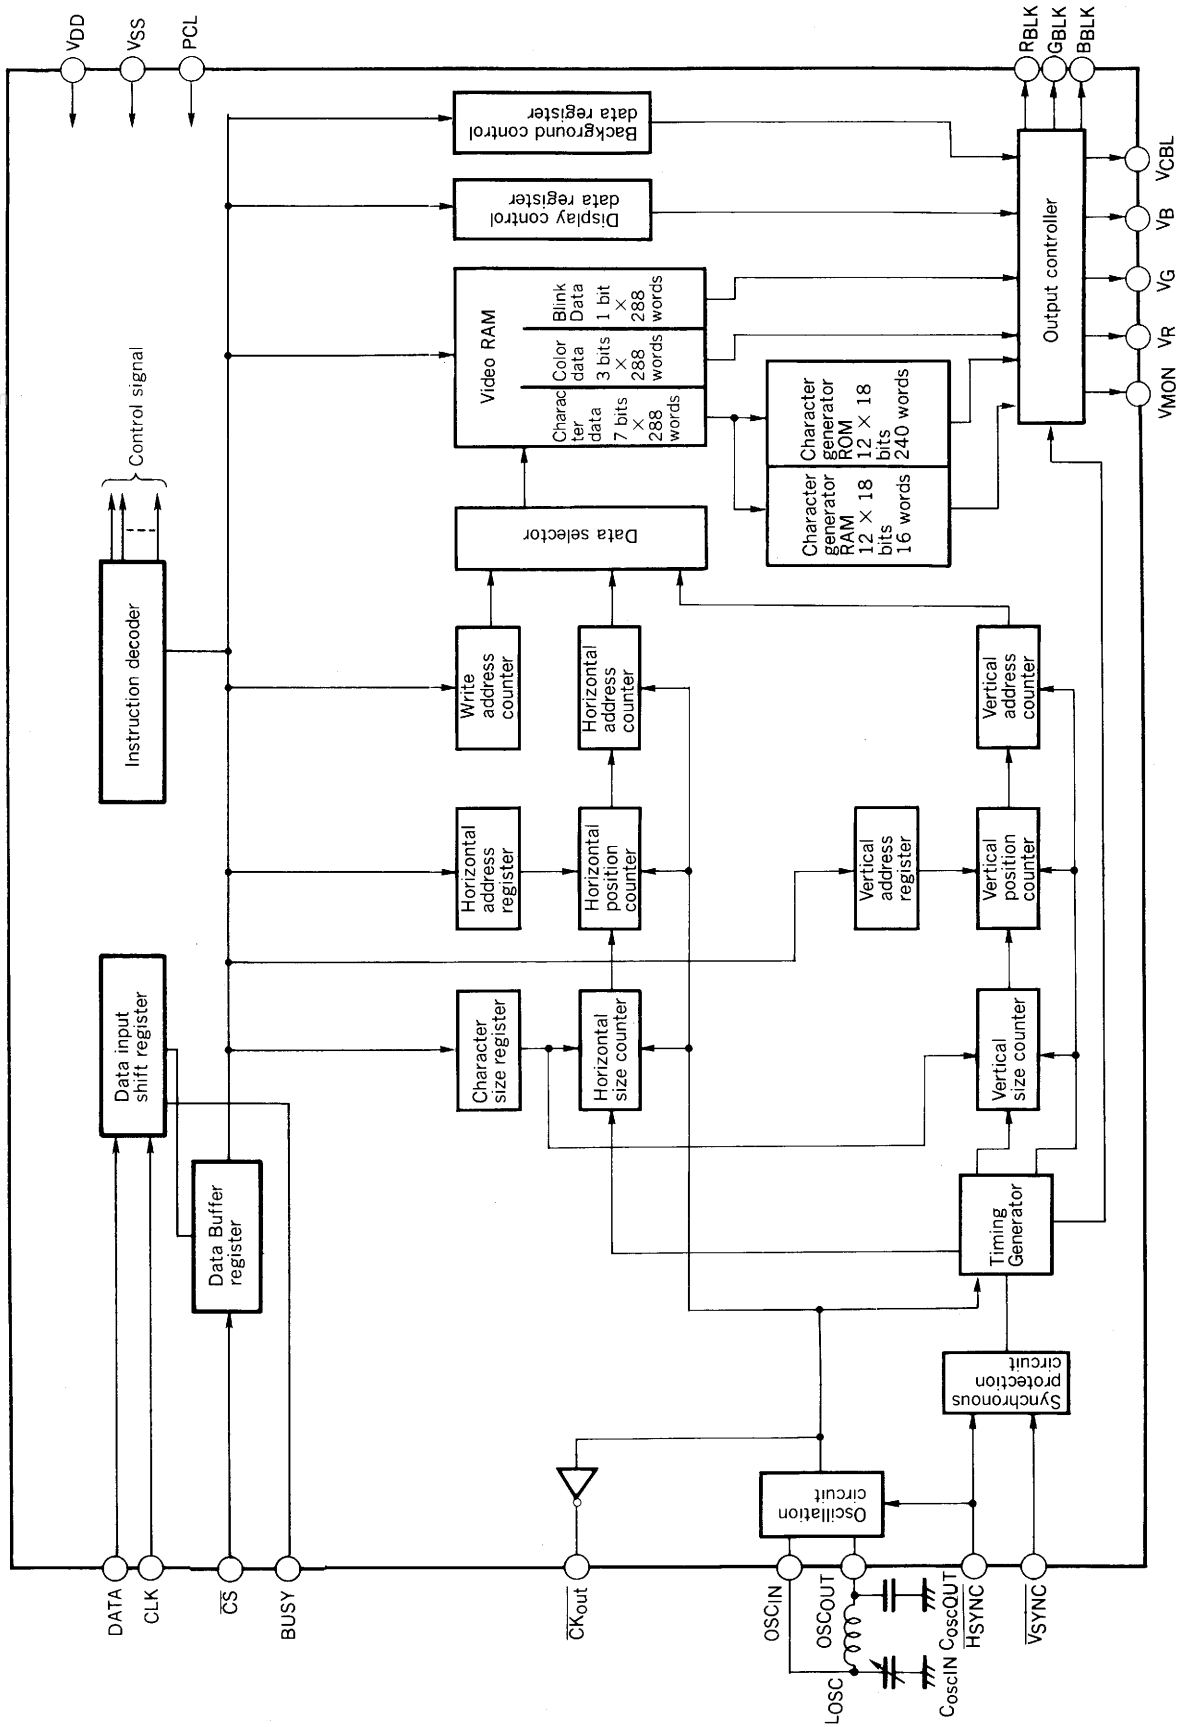 DATA
CLK
CS
BUSY
CKout
OSCIN
OSCOUT
LOSC
CoscIN
CoscOUT
HSYNC
VSYNC
Data input
shift register
Data Buffer
register
Instruction decoder
Control signal
VDD
VSS
PCL
Character
size register
Horizontal
address
register
Write
address
counter
Horizontal
size counter
Horizontal
position
counter
Horizontal
address
counter
Data selector
Video RAM
Charac
ter
data
7 bits
×
288
words
Color
data
3 bits
×
288
words
Blink
Data
1 bit
×
288
words
Display control
data register
Background control
data register
Character
generator
RAM
12 × 18
bits
16 words
Character
generator
ROM
12 × 18
bits
240 words
Oscillation
circuit
Synchronous
protection
circuit
Timing
Generator
Vertical
size counter
Vertical
address
register
Vertical
position
counter
Vertical
address
counter
Output controller
RBLK
GBLK
BBLK
VMON
VR
VG
VB
VCBL